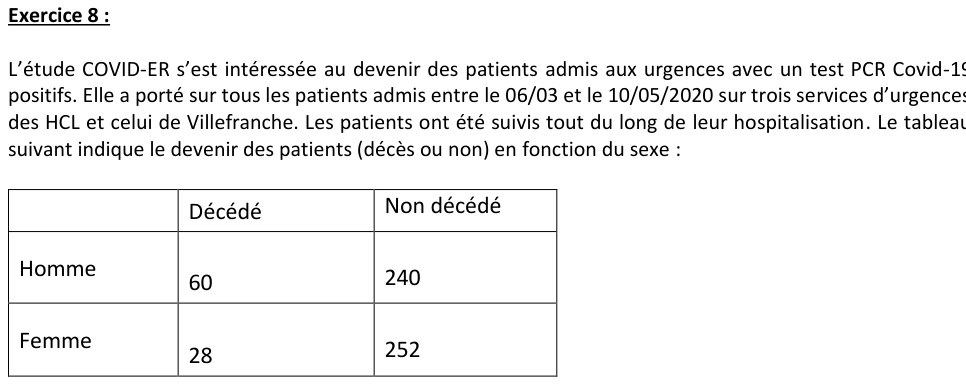 Exercice 8 :
L’étude COVID-ER s’est intéressée au devenir des patients admis aux urgences avec un test PCR Covid-19
positifs. Elle a porté sur tous les patients admis entre le 06/03 et le 10/05/2020 sur trois services d’urgences
des HCL et celui de Villefranche. Les patients ont été suivis tout du long de leur hospitalisation. Le tableau
suivant indique le devenir des patients (décès ou non) en fonction du sexe :
Décédé Non décédé
Homme 60 240
Femme 28 252